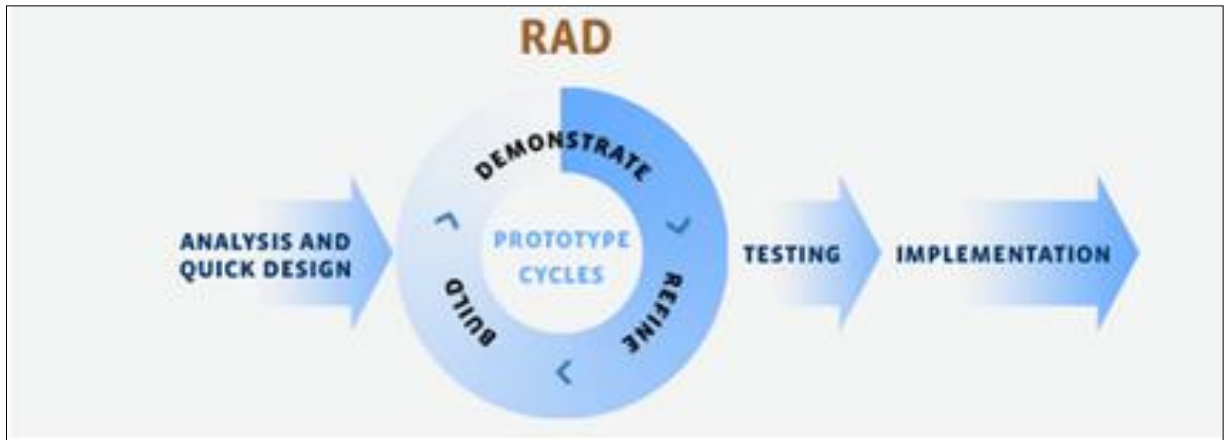 RAD
ANALYSIS AND
QUICK DESIGN
DEMONSTRATE
PROTOTYPE
CYCLES
BUILD
REFINE
TESTING
IMPLEMENTATION